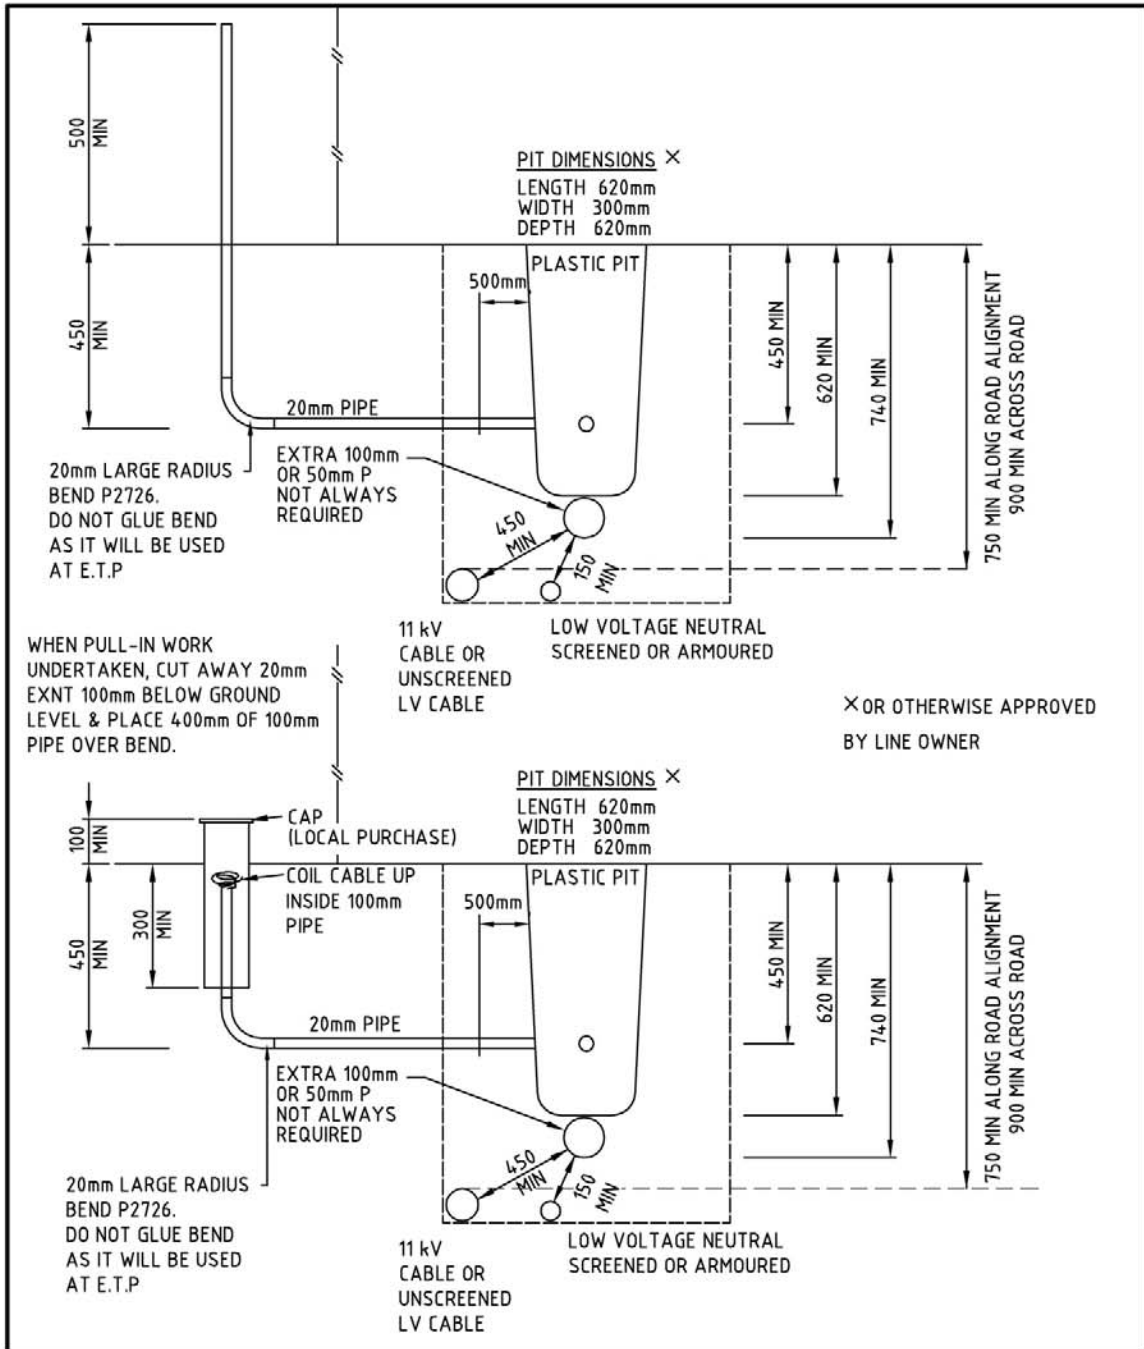 500
MIN
PIT DIMENSIONS ×
LENGTH 620mm
WIDTH 300mm
DEPTH 620mm
PLASTIC PIT
500mm
450
MIN
450 MIN
620 MIN
740 MIN
750 MIN ALONG ROAD ALIGNMENT
900 MIN ACROSS ROAD
20mm PIPE
20mm LARGE RADIUS
BEND P2726.
DO NOT GLUE BEND
AS IT WILL BE USED
AT E.T.P
EXTRA 100mm
OR 50mm P
NOT ALWAYS
REQUIRED
450
MIN
150
MIN
11 kV
CABLE OR
UNSCREENED
LV CABLE
LOW VOLTAGE NEUTRAL
SCREENED OR ARMOURED
WHEN PULL-IN WORK
UNDERTAKEN, CUT AWAY 20mm
EXNT 100mm BELOW GROUND
LEVEL & PLACE 400mm OF 100mm
PIPE OVER BEND.
× OR OTHERWISE APPROVED
BY LINE OWNER
PIT DIMENSIONS ×
LENGTH 620mm
WIDTH 300mm
DEPTH 620mm
100
MIN
CAP
(LOCAL PURCHASE)
COIL CABLE UP
INSIDE 100mm
PIPE
PLASTIC PIT
500mm
300
MIN
450
MIN
450 MIN
620 MIN
740 MIN
750 MIN ALONG ROAD ALIGNMENT
900 MIN ACROSS ROAD
20mm PIPE
EXTRA 100mm
OR 50mm P
NOT ALWAYS
REQUIRED
450
MIN
150
MIN
20mm LARGE RADIUS
BEND P2726.
DO NOT GLUE BEND
AS IT WILL BE USED
AT E.T.P
11 kV
CABLE OR
UNSCREENED
LV CABLE
LOW VOLTAGE NEUTRAL
SCREENED OR ARMOURED